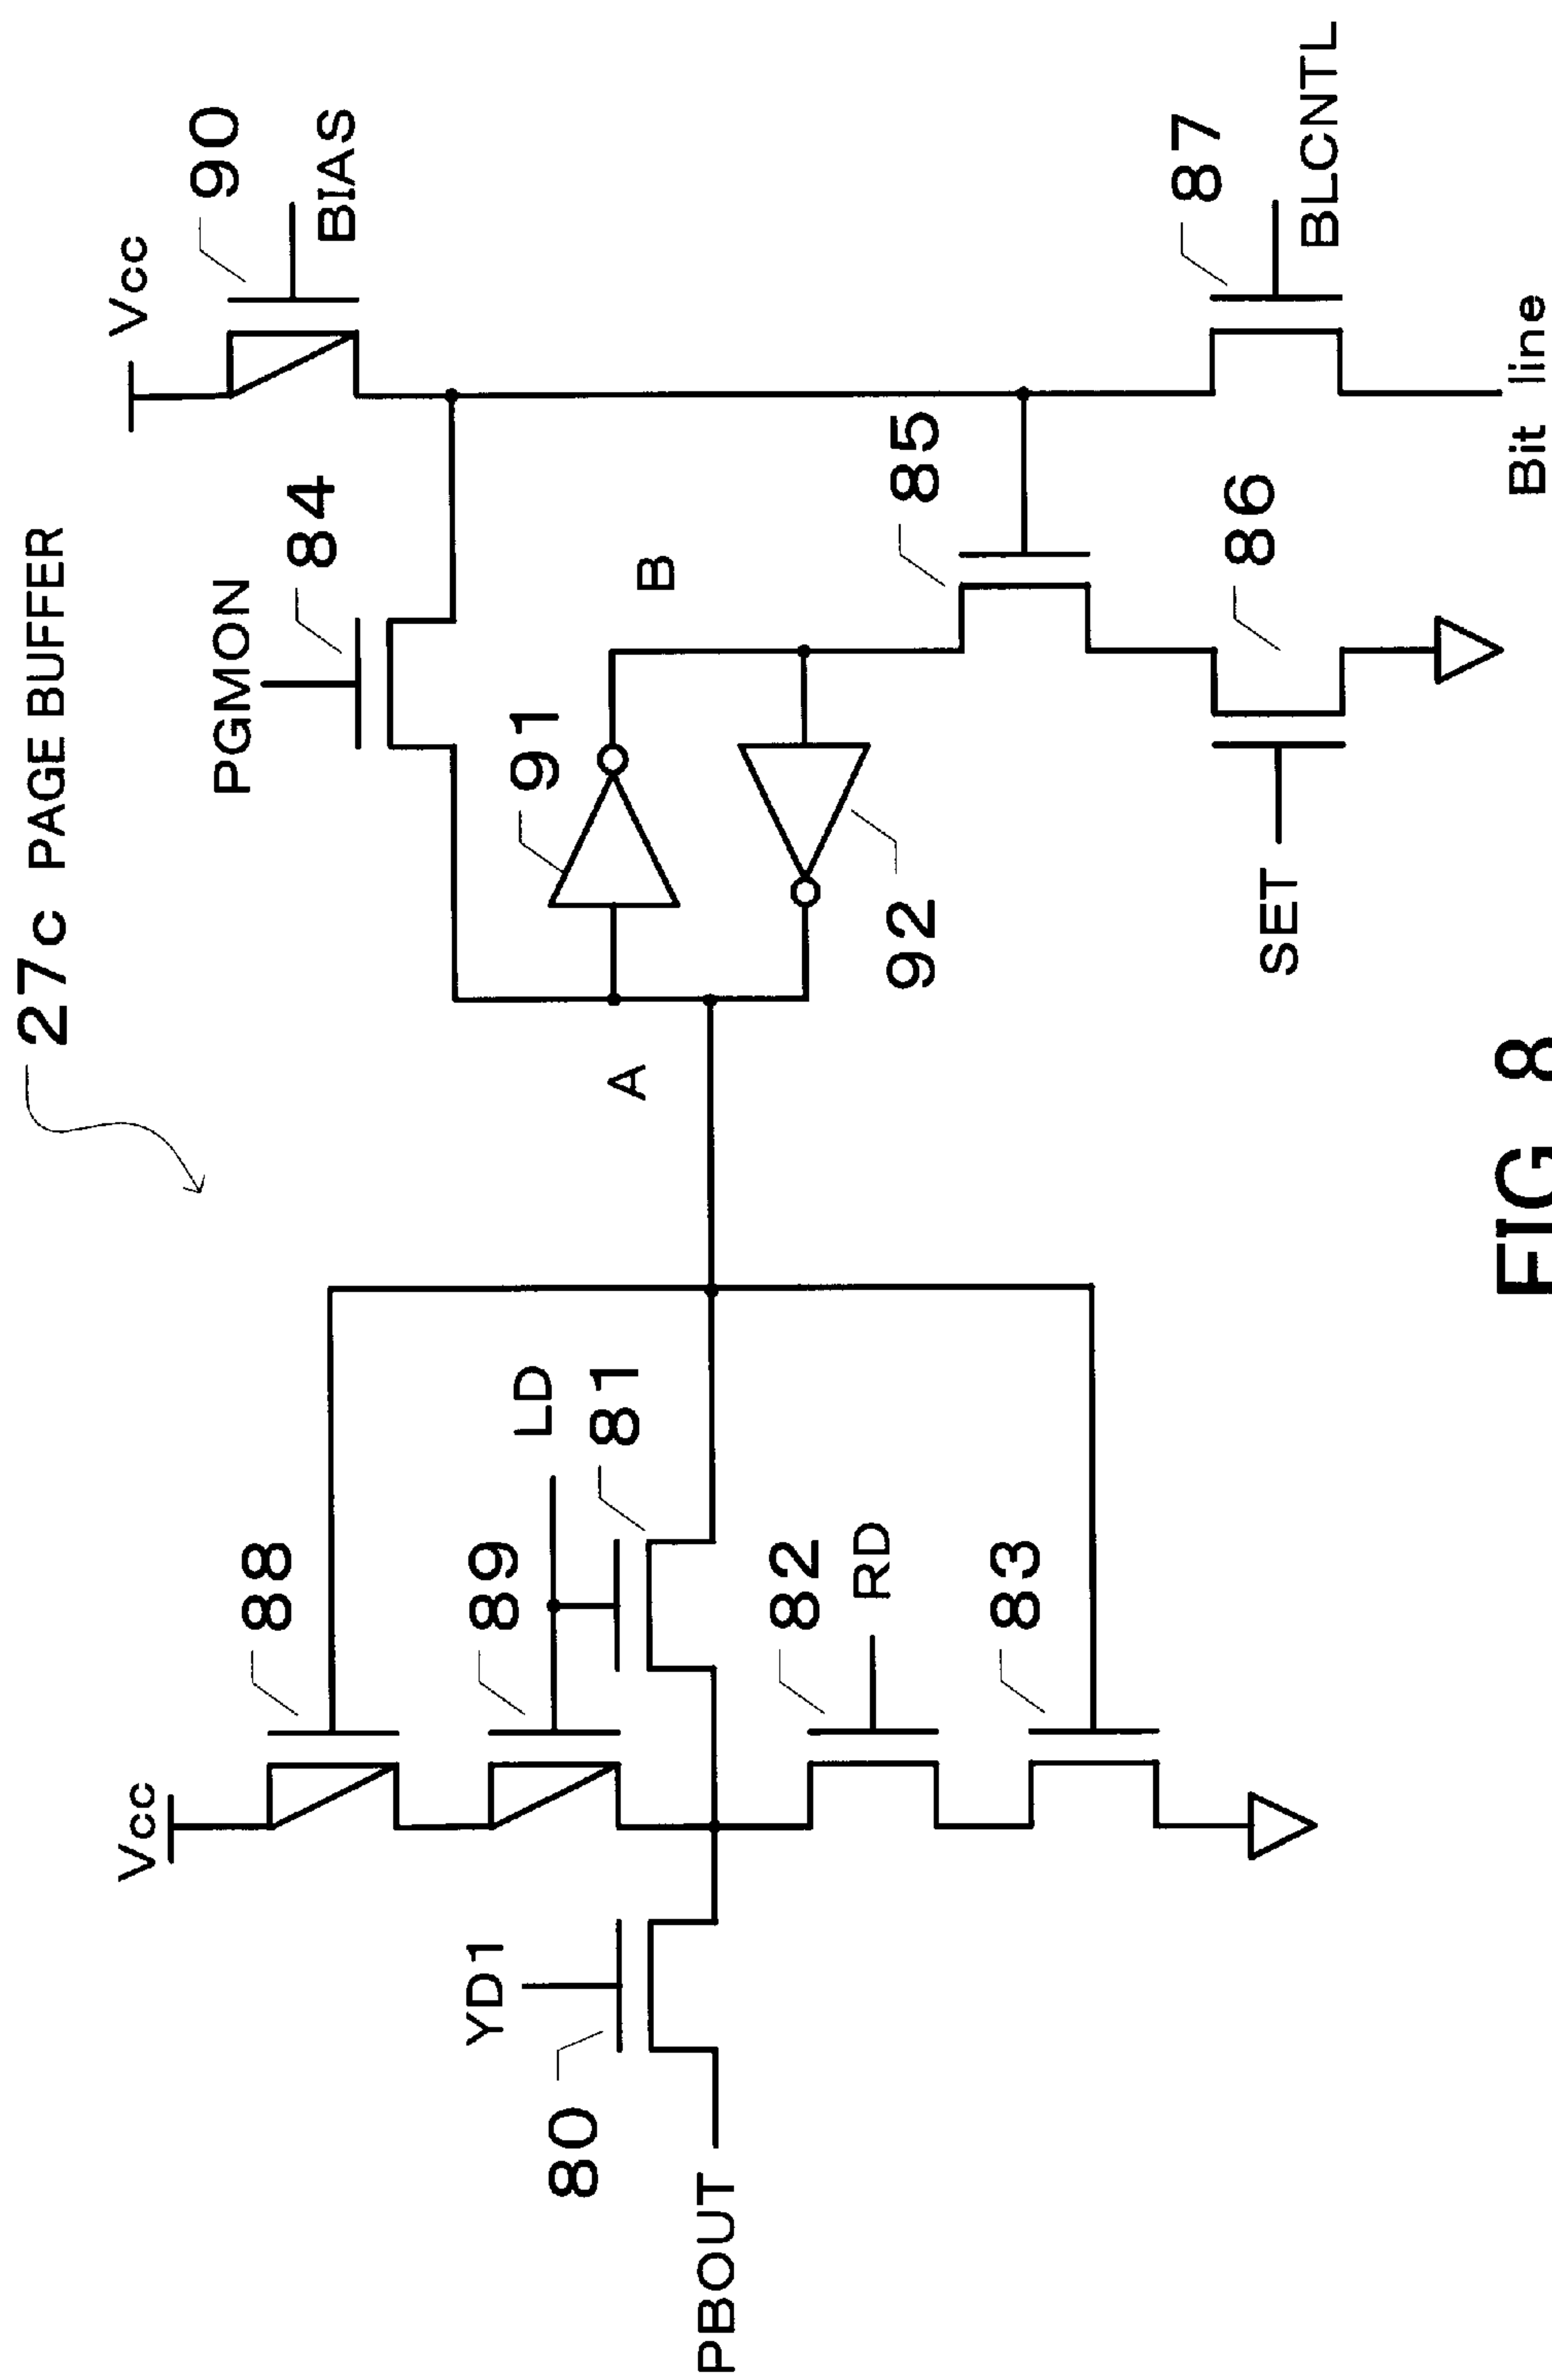 27c PAGE BUFFER
Vcc
90
BIAS
PGMON
84
91
B
92
85
87
BLCNTL
86
SET
Bit line
A
Vcc
88
89
LD
81
82
RD
83
YD1
80
PBOUT
FIG 8